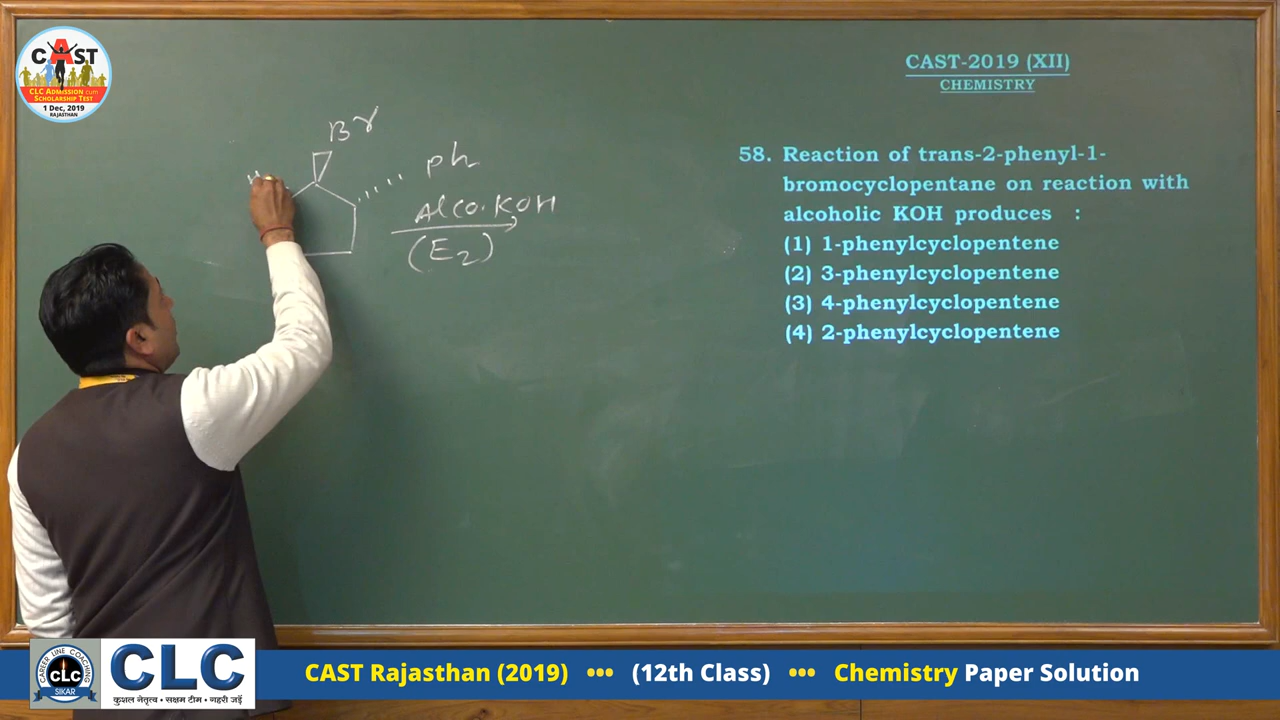 CAST
CLC ADMISSION cum
SCHOLARSHIP TEST
1 Dec, 2019
RAJASTHAN
CAST-2019 (XII)
CHEMISTRY
Br
ph
Alco. KOH
(E2)
H
58. Reaction of trans-2-phenyl-1-
bromocyclopentane on reaction with
alcoholic KOH produces :
(1) 1-phenylcyclopentene
(2) 3-phenylcyclopentene
(3) 4-phenylcyclopentene
(4) 2-phenylcyclopentene
CAREER LINE COACHING
CLC
SIKAR
CLC
कुशल नेतृत्व • सक्षम टीम • गहरी जड़ें
CAST Rajasthan (2019) ••• (12th Class) ••• Chemistry Paper Solution